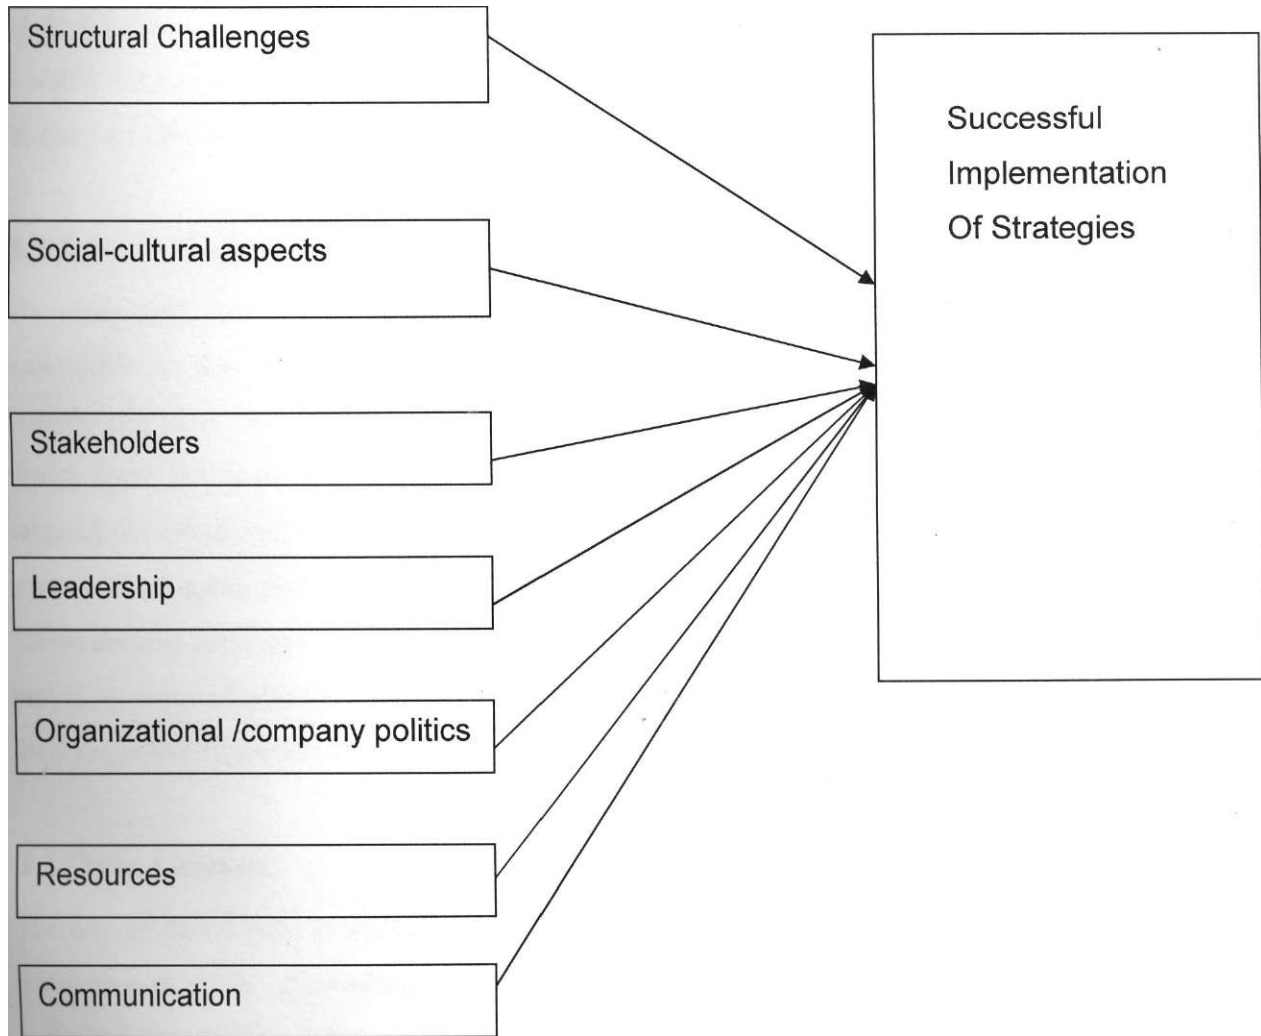 Structural Challenges
Successful
Implementation
Of Strategies
Social-cultural aspects
Stakeholders
Leadership
Organizational /company politics
Resources
Communication